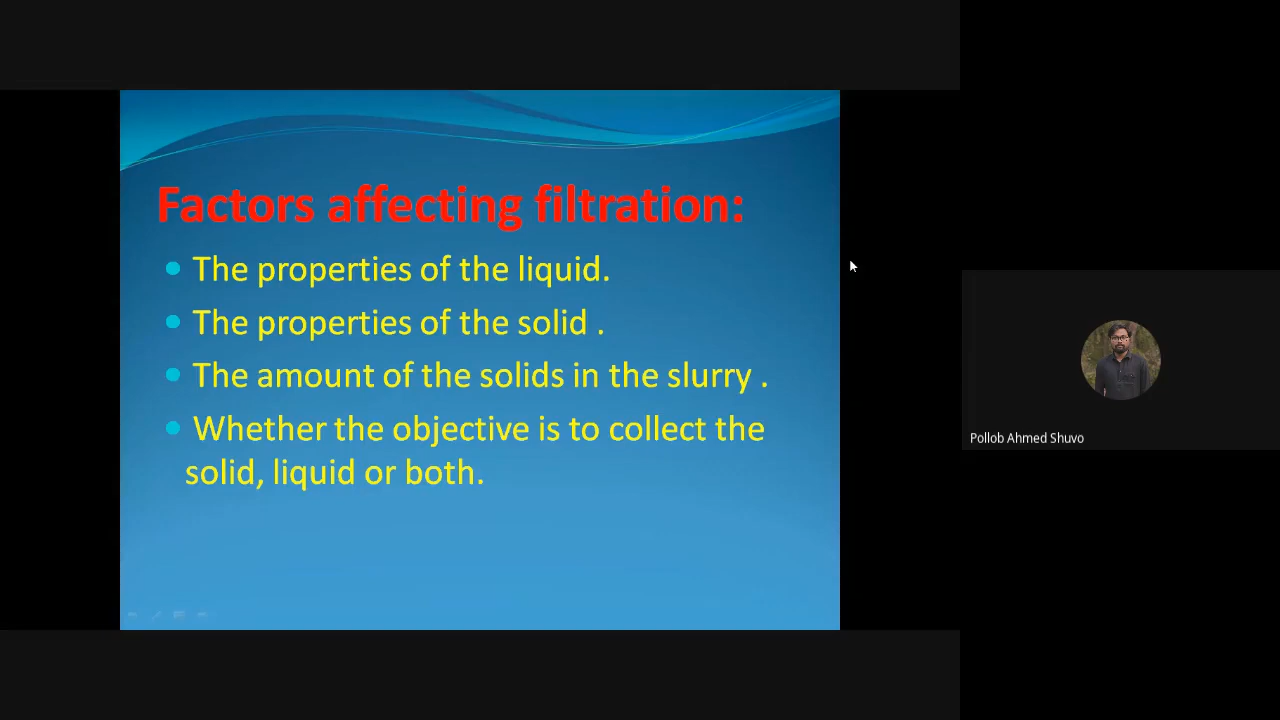 Factors affecting filtration:
The properties of the liquid.
The properties of the solid .
The amount of the solids in the slurry .
Whether the objective is to collect the
solid, liquid or both.
Pollob Ahmed Shuvo